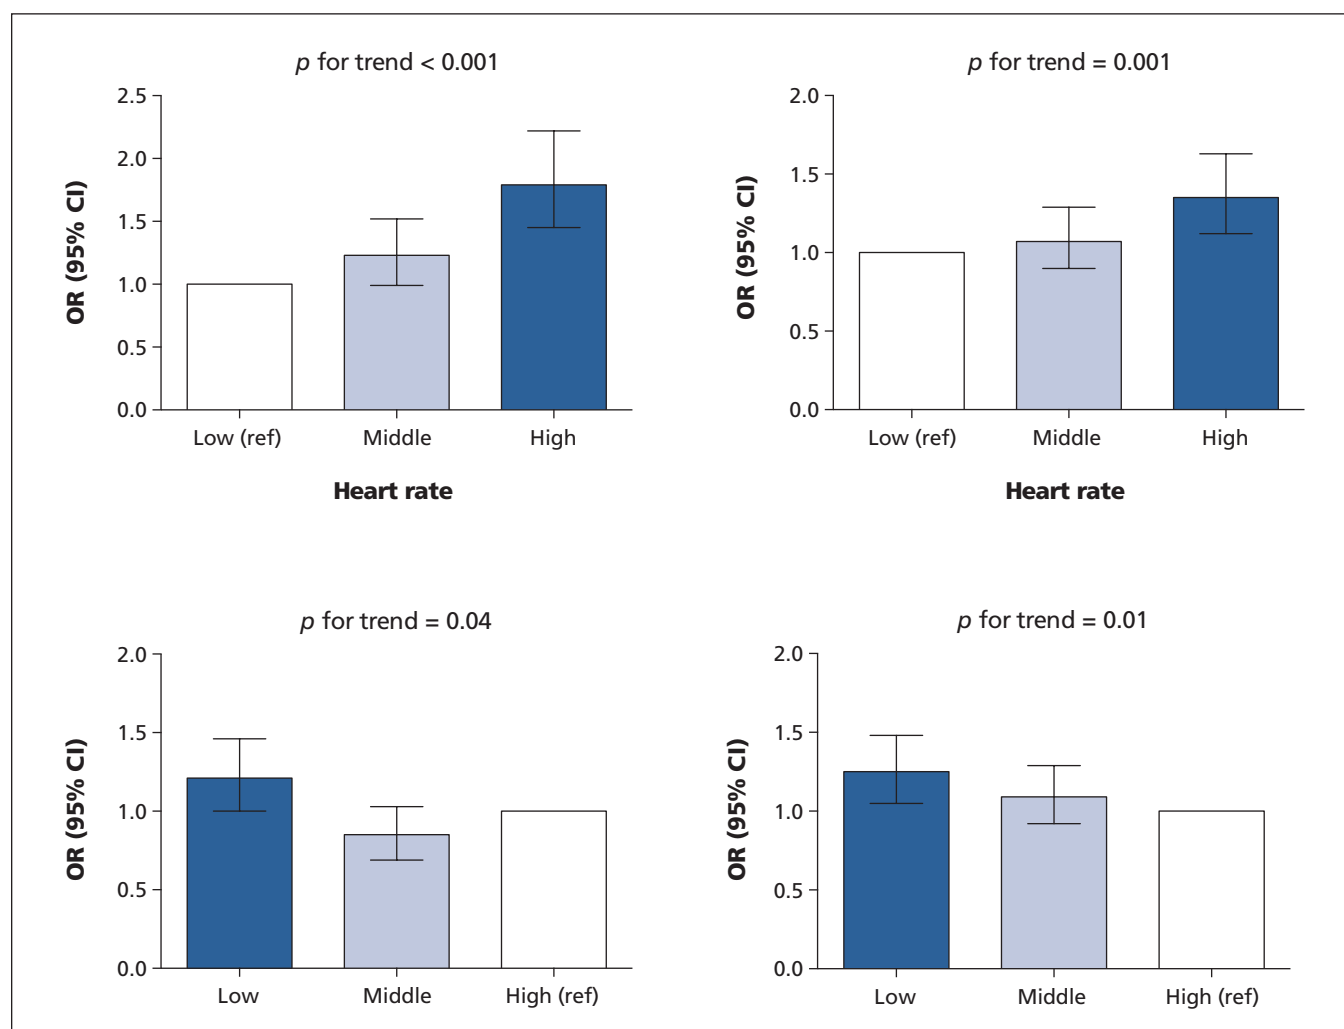 p for trend < 0.001
2.5
2.0
1.5
1.0
0.5
0.0
OR (95% CI)
Low (ref) Middle High
Heart rate
p for trend = 0.001
2.0
1.5
1.0
0.5
0.0
OR (95% CI)
Low (ref) Middle High
Heart rate
p for trend = 0.04
2.0
1.5
1.0
0.5
0.0
OR (95% CI)
Low Middle High (ref)
p for trend = 0.01
2.0
1.5
1.0
0.5
0.0
OR (95% CI)
Low Middle High (ref)